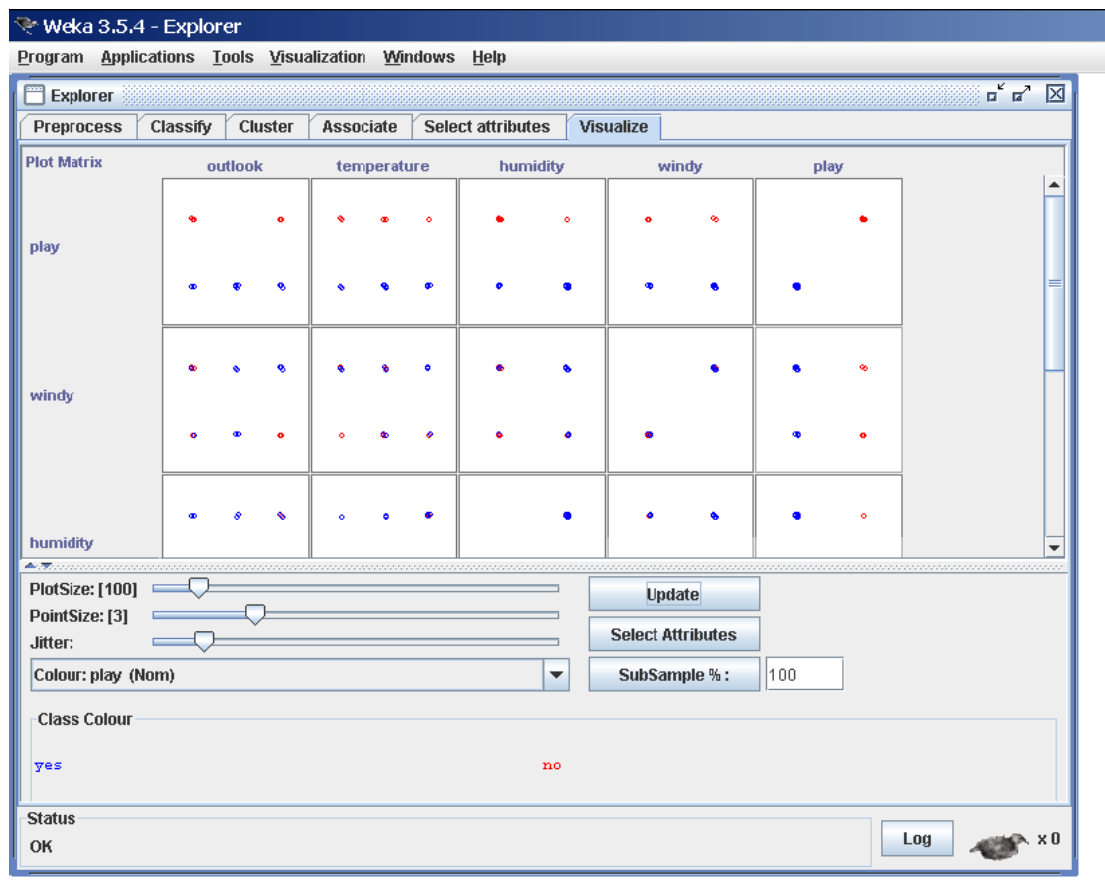 Weka 3.5.4 - Explorer
Program Applications Tools Visualization Windows Help
Explorer
Preprocess Classify Cluster Associate Select attributes Visualize
Plot Matrix outlook temperature humidity windy play
play
windy
humidity
PlotSize: [100]
Update
PointSize: [3]
Select Attributes
Jitter:
Colour: play (Nom)
SubSample % : 100
Class Colour
yes no
Status
OK
Log x 0